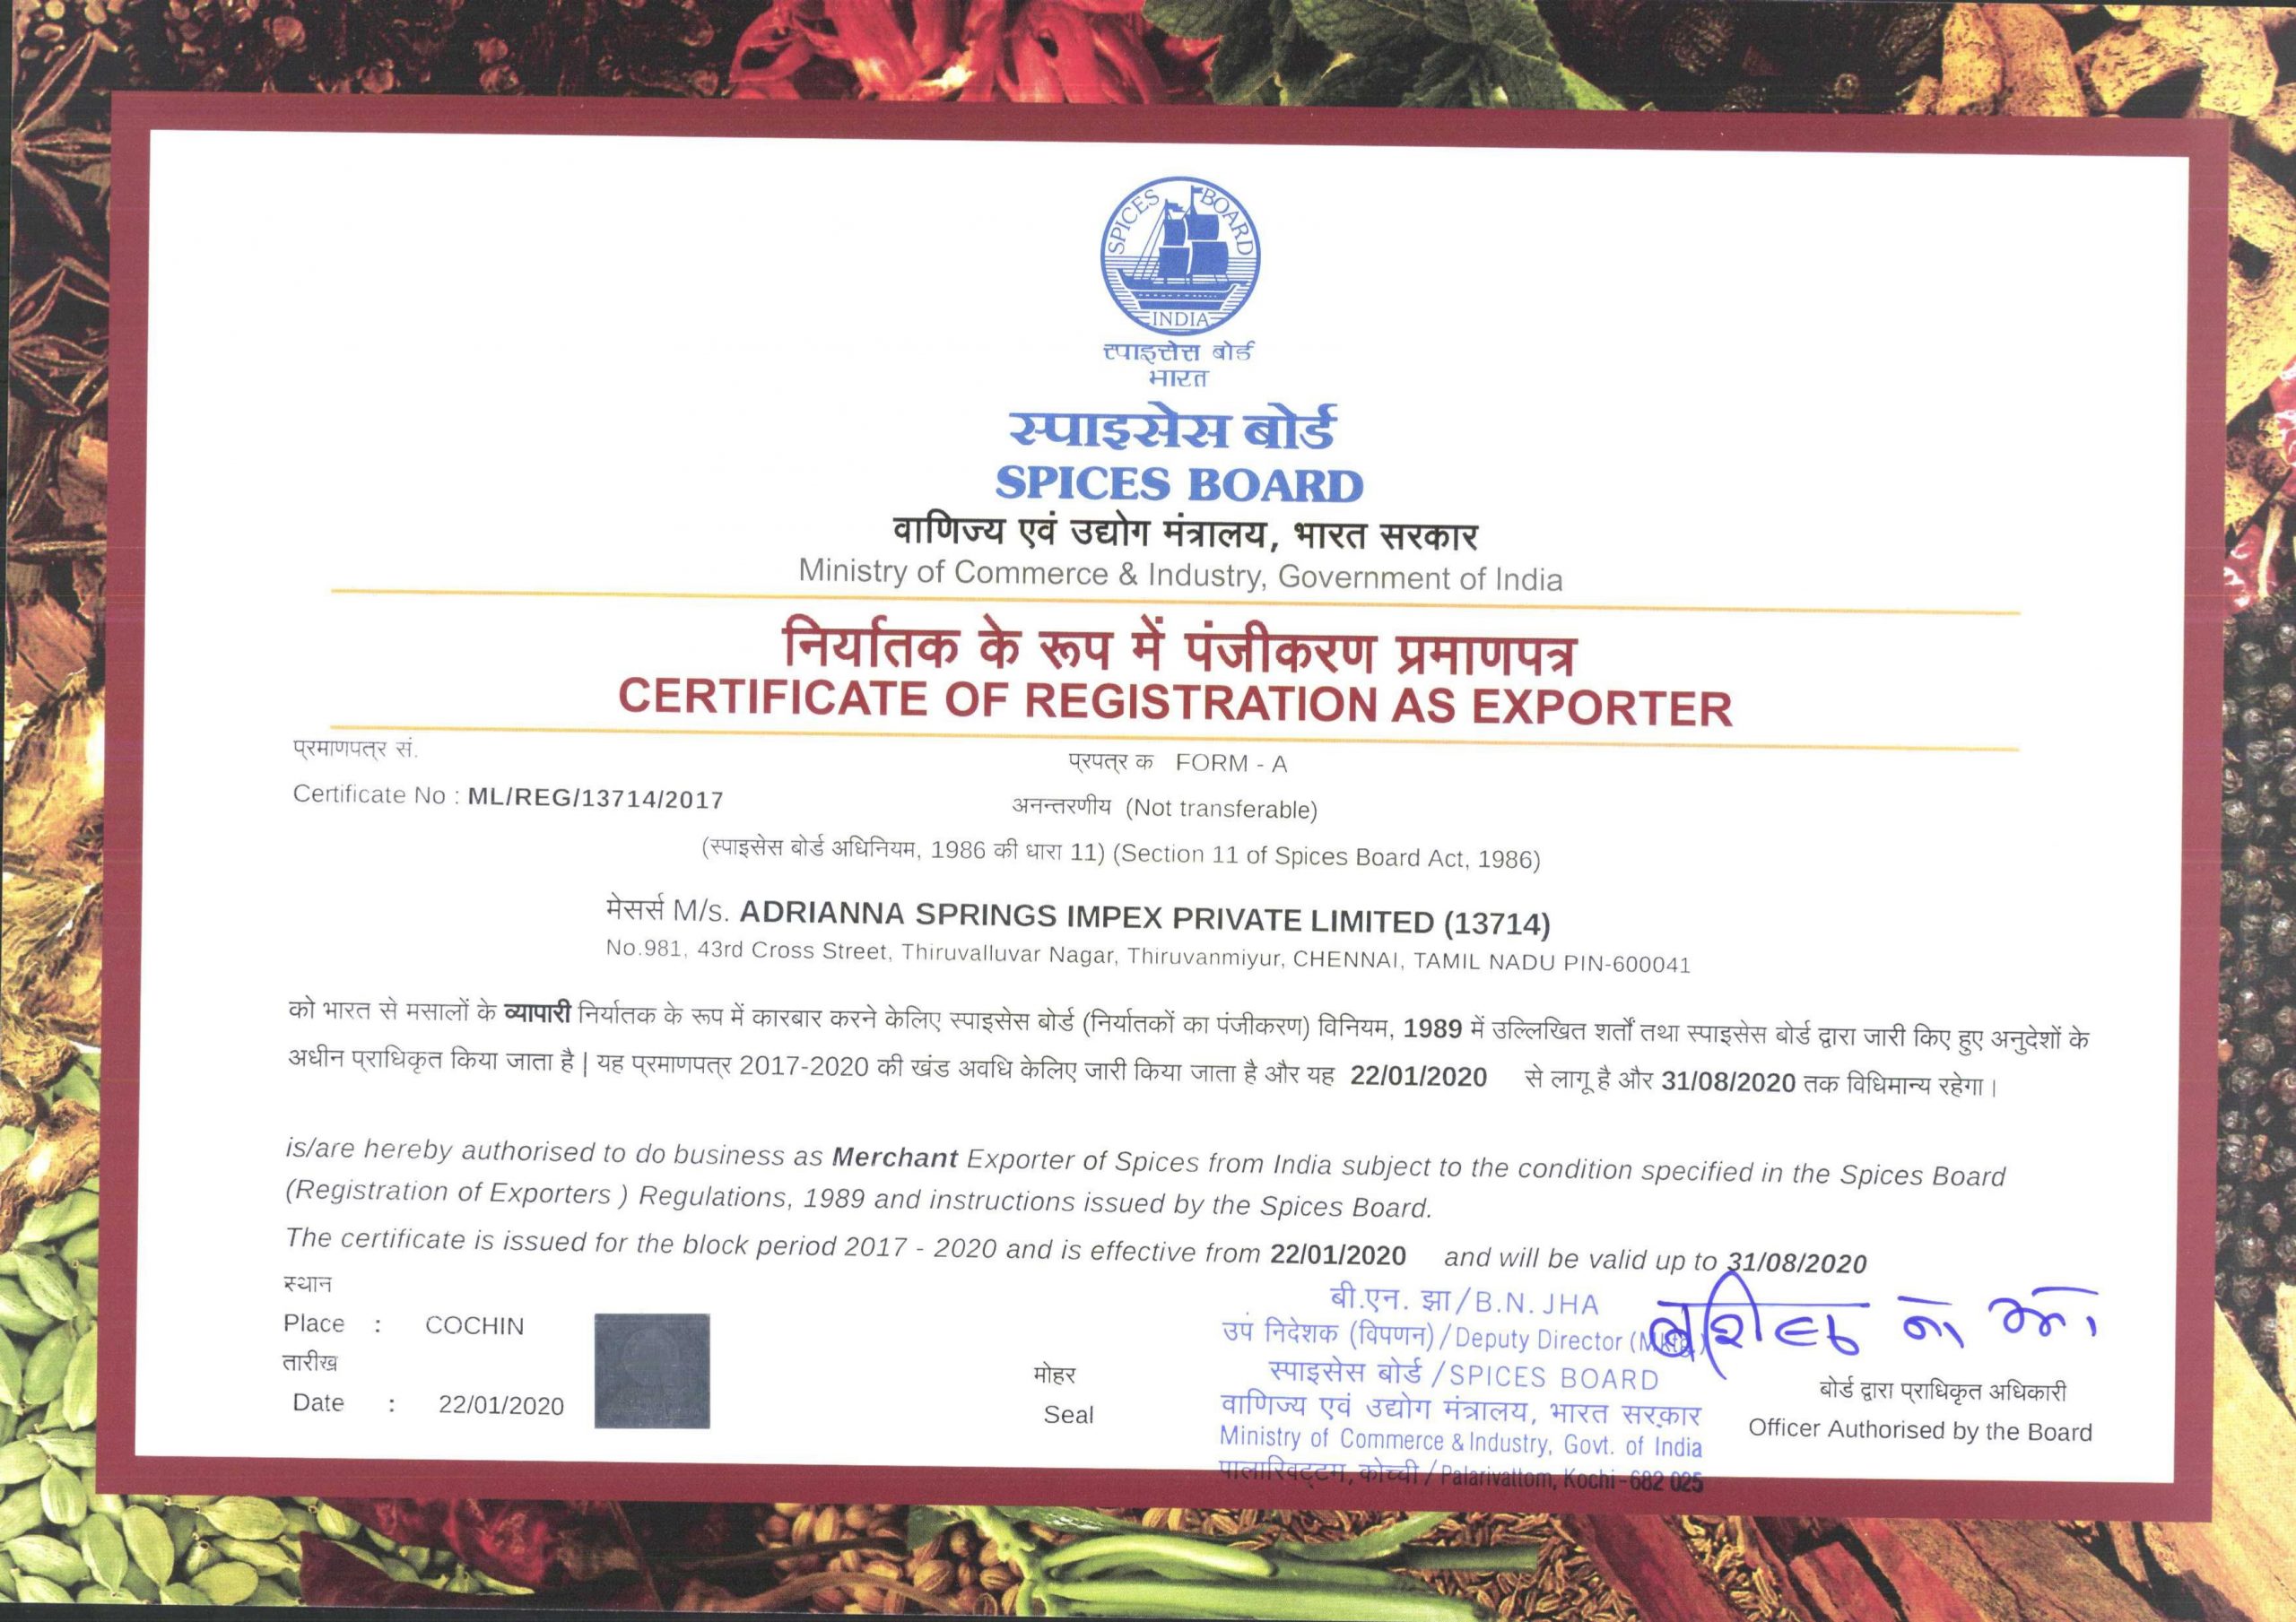 SPICES BOARD
INDIA
स्पाइसेस बोर्ड
भारत
स्पाइसेस बोर्ड
SPICES BOARD
वाणिज्य एवं उद्योग मंत्रालय, भारत सरकार
Ministry of Commerce & Industry, Government of India
निर्यातक के रूप में पंजीकरण प्रमाणपत्र
CERTIFICATE OF REGISTRATION AS EXPORTER
प्रमाणपत्र सं.
प्रपत्र क FORM - A
Certificate No : ML/REG/13714/2017
अनन्तरणीय (Not transferable)
(स्पाइसेस बोर्ड अधिनियम, 1986 की धारा 11) (Section 11 of Spices Board Act, 1986)
मेसर्स M/s. ADRIANNA SPRINGS IMPEX PRIVATE LIMITED (13714)
No.981, 43rd Cross Street, Thiruvalluvar Nagar, Thiruvanmiyur, CHENNAI, TAMIL NADU PIN-600041
को भारत से मसालों के व्यापारी निर्यातक के रूप में कारबार करने केलिए स्पाइसेस बोर्ड (निर्यातकों का पंजीकरण) विनियम, 1989 में उल्लिखित शर्तों तथा स्पाइसेस बोर्ड द्वारा जारी किए हुए अनुदेशों के
अधीन प्राधिकृत किया जाता है | यह प्रमाणपत्र 2017-2020 की खंड अवधि केलिए जारी किया जाता है और यह 22/01/2020 से लागू है और 31/08/2020 तक विधिमान्य रहेगा।
is/are hereby authorised to do business as Merchant Exporter of Spices from India subject to the condition specified in the Spices Board
(Registration of Exporters ) Regulations, 1989 and instructions issued by the Spices Board.
The certificate is issued for the block period 2017 - 2020 and is effective from 22/01/2020 and will be valid up to 31/08/2020
स्थान
Place : COCHIN
तारीख
Date : 22/01/2020
मोहर
Seal
बी.एन. झा/B.N. JHA
उप निदेशक (विपणन)/Deputy Director (Mktg.)
स्पाइसेस बोर्ड /SPICES BOARD
वाणिज्य एवं उद्योग मंत्रालय, भारत सरकार
Ministry of Commerce & Industry, Govt. of India
पालारिवट्टम, कोच्ची / Palarivattom, Kochi-682 025
बोर्ड द्वारा प्राधिकृत अधिकारी
Officer Authorised by the Board